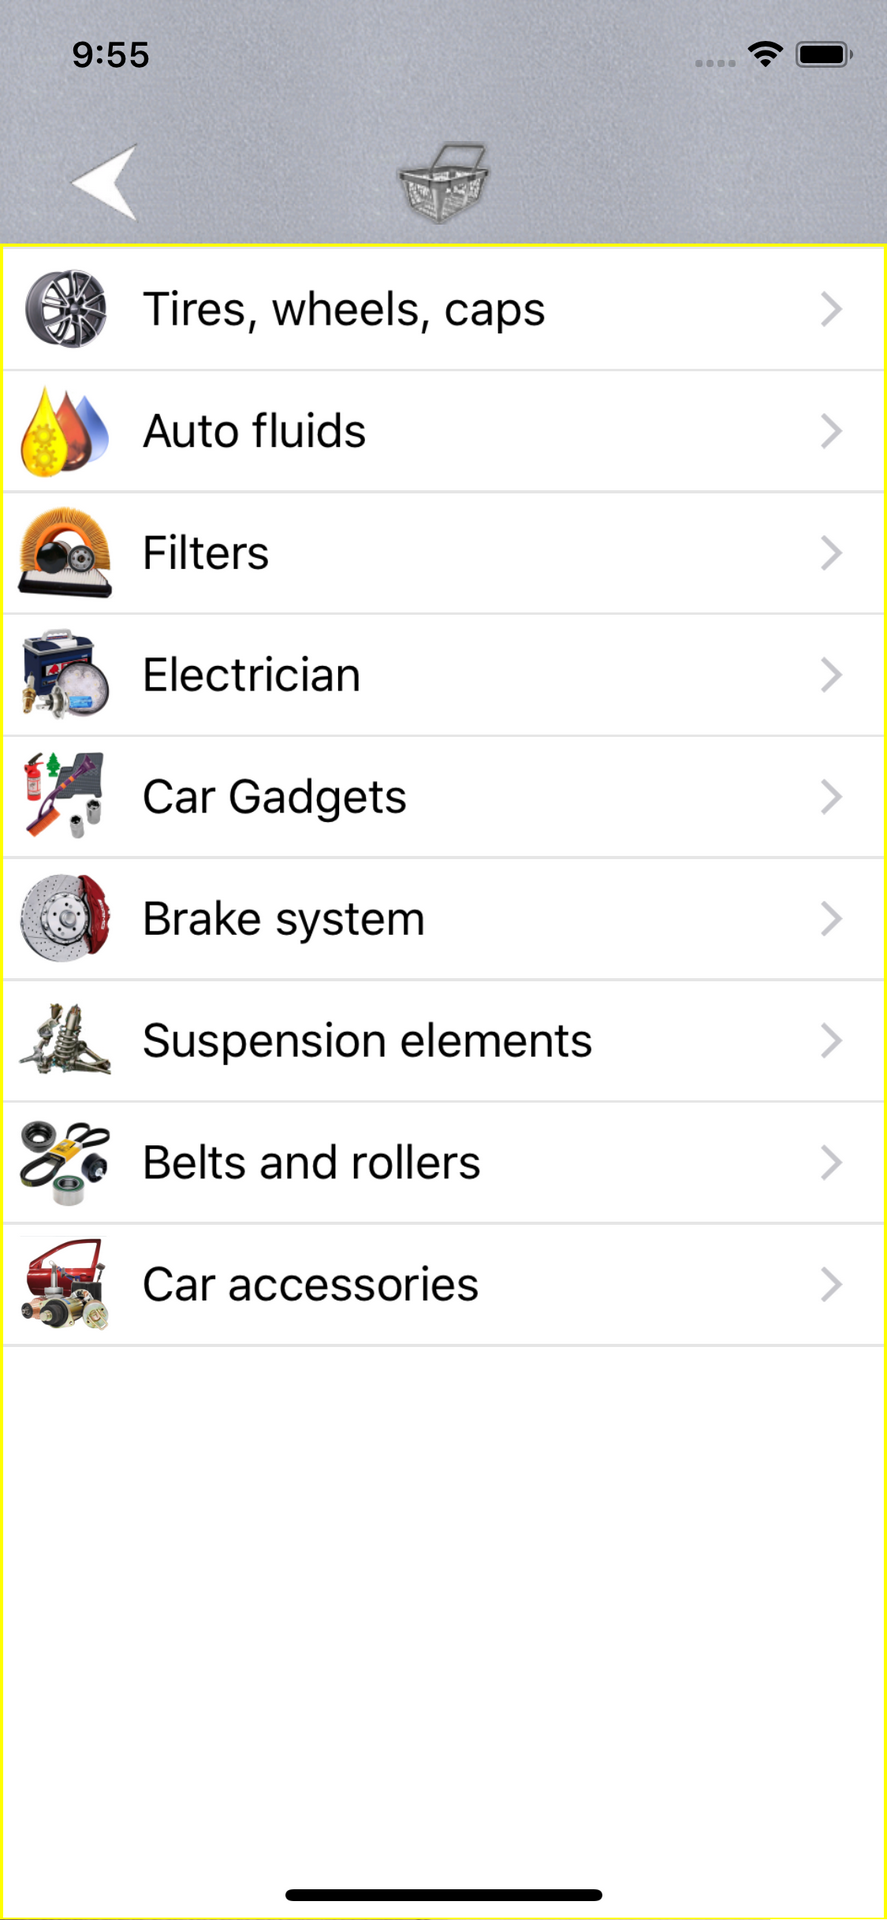 9:55
Tires, wheels, caps
Auto fluids
Filters
Electrician
Car Gadgets
Brake system
Suspension elements
Belts and rollers
Car accessories